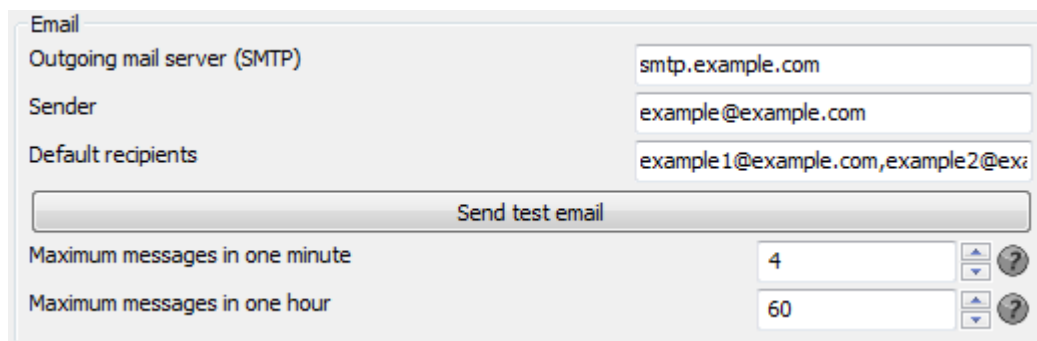 Email
Outgoing mail server (SMTP) smtp.example.com
Sender example@example.com
Default recipients example1@example.com,example2@exa
Send test email
Maximum messages in one minute 4 ?
Maximum messages in one hour 60 ?